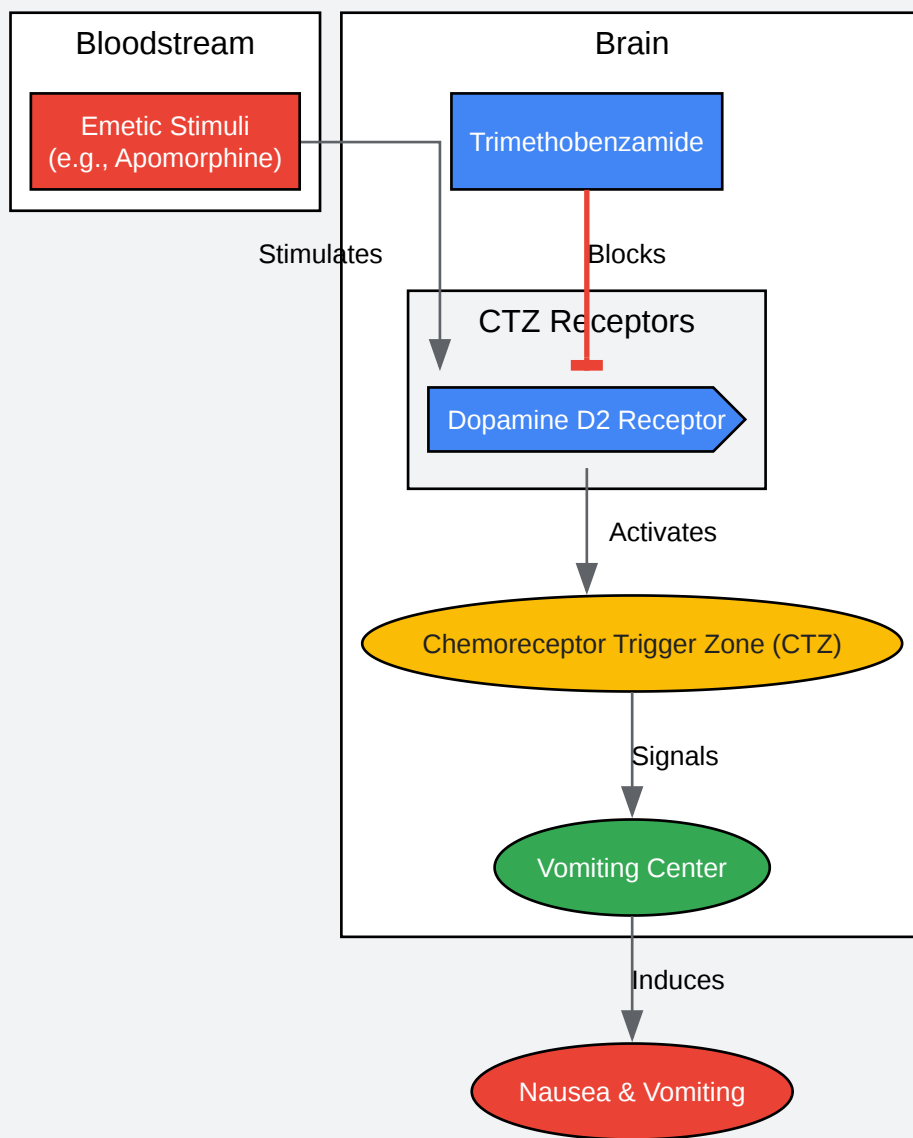 Bloodstream
Brain
Emetic Stimuli
(e.g., Apomorphine)
Trimethobenzamide
Stimulates
Blocks
CTZ Receptors
Dopamine D2 Receptor
Activates
Chemoreceptor Trigger Zone (CTZ)
Signals
Vomiting Center
Induces
Nausea & Vomiting